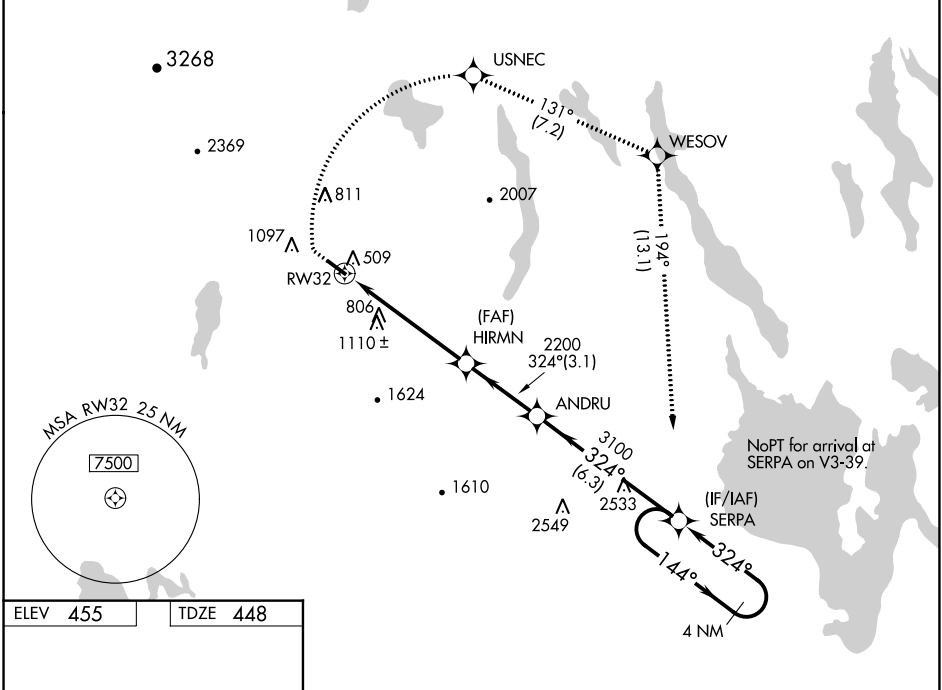 3268
USNEC
131°
(7.2)
2369
WESOV
811
2007
1097
194°
(13.1)
509
RW32
806
(FAF)
HIRMN
1110 ±
2200
324°(3.1)
1624
ANDRU
MSA RW32 25 NM
7500
3100
324°
(6.3)
NoPT for arrival at
SERPA on V3-39.
1610
2533
2549
(IF/IAF)
SERPA
324°
144°
4 NM
ELEV 455
TDZE 448